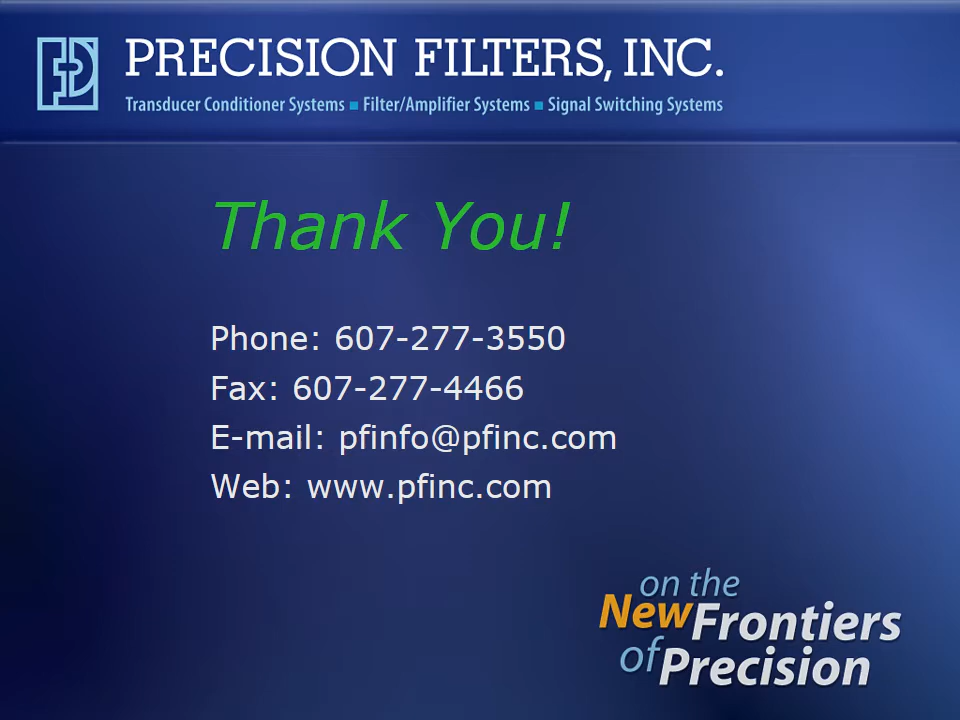 PRECISION FILTERS, INC.
Transducer Conditioner Systems ■ Filter/Amplifier Systems ■ Signal Switching Systems
Thank You!
Phone: 607-277-3550
Fax: 607-277-4466
E-mail: pfinfo@pfinc.com
Web: www.pfinc.com
on the
New Frontiers
of Precision